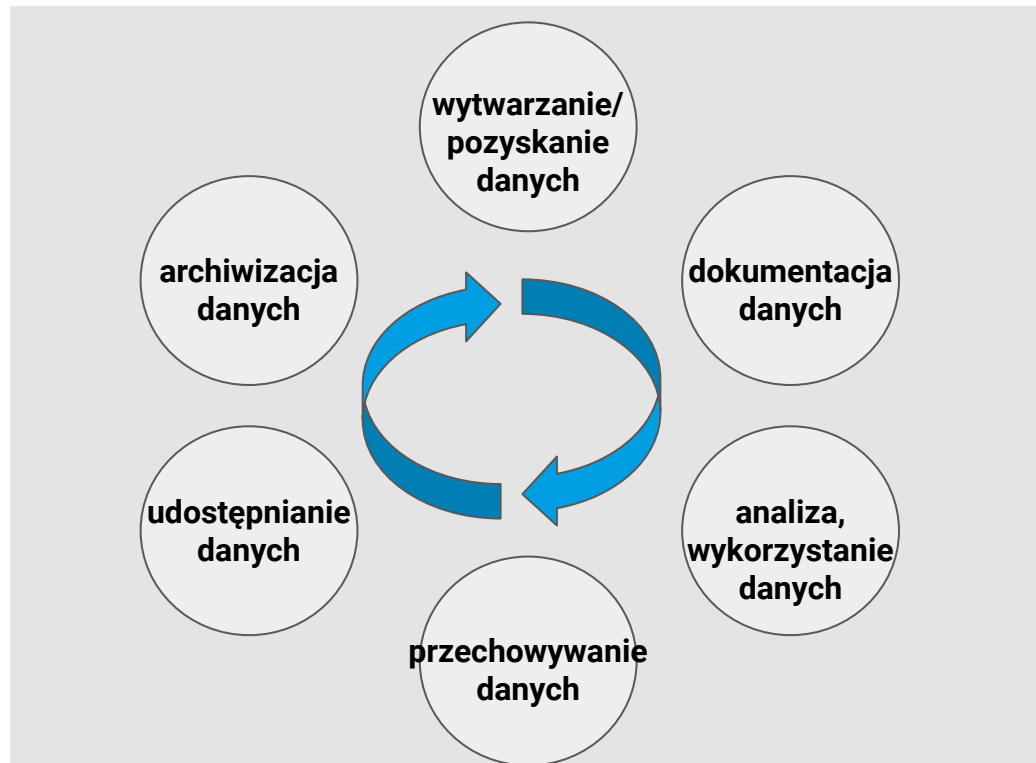 wytwarzanie/
pozyskanie
danych
dokumentacja
danych
analiza,
wykorzystanie
danych
przechowywanie
danych
udostępnianie
danych
archiwizacja
danych